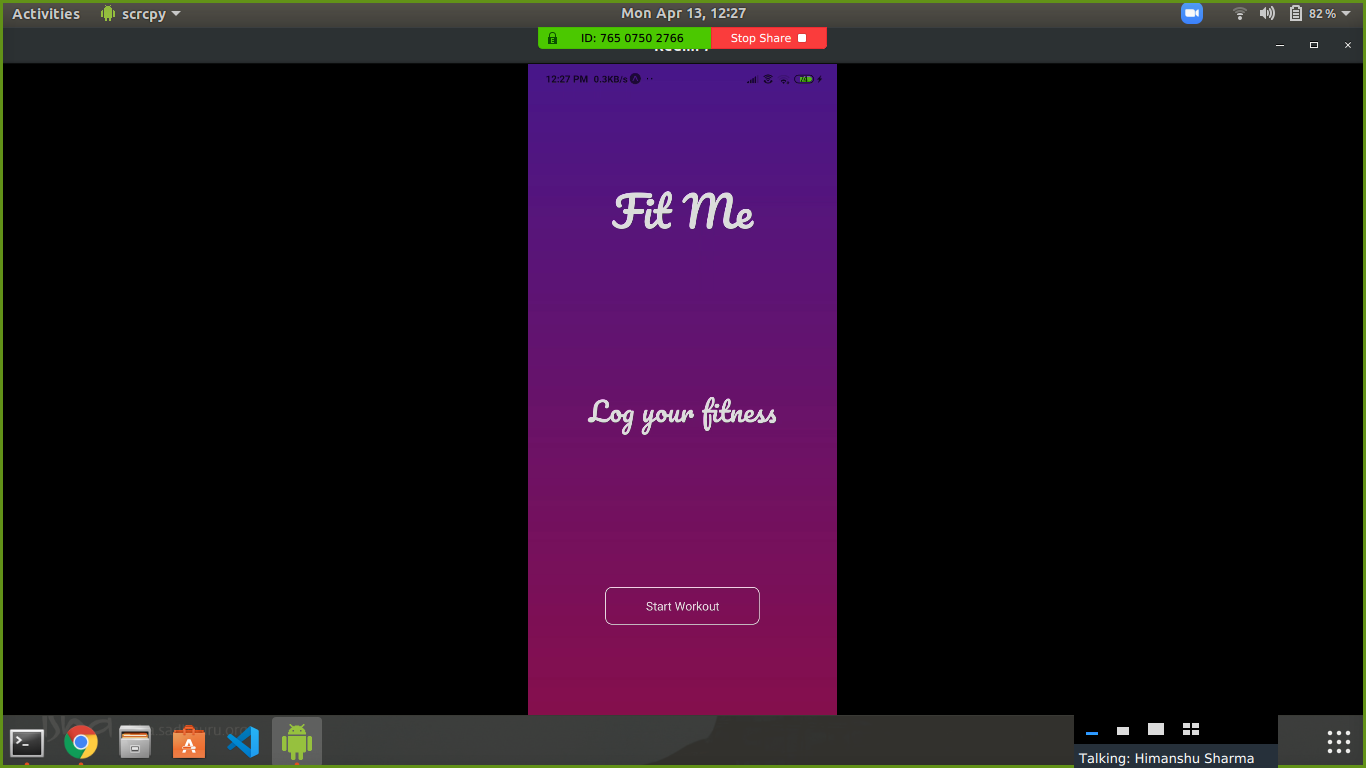 Activities scrcpy Mon Apr 13, 12:27 82%
ID: 765 0750 2766 Stop Share
12:27 PM 0.3KB/s
Fit Me
Log your fitness
Start Workout
Talking: Himanshu Sharma